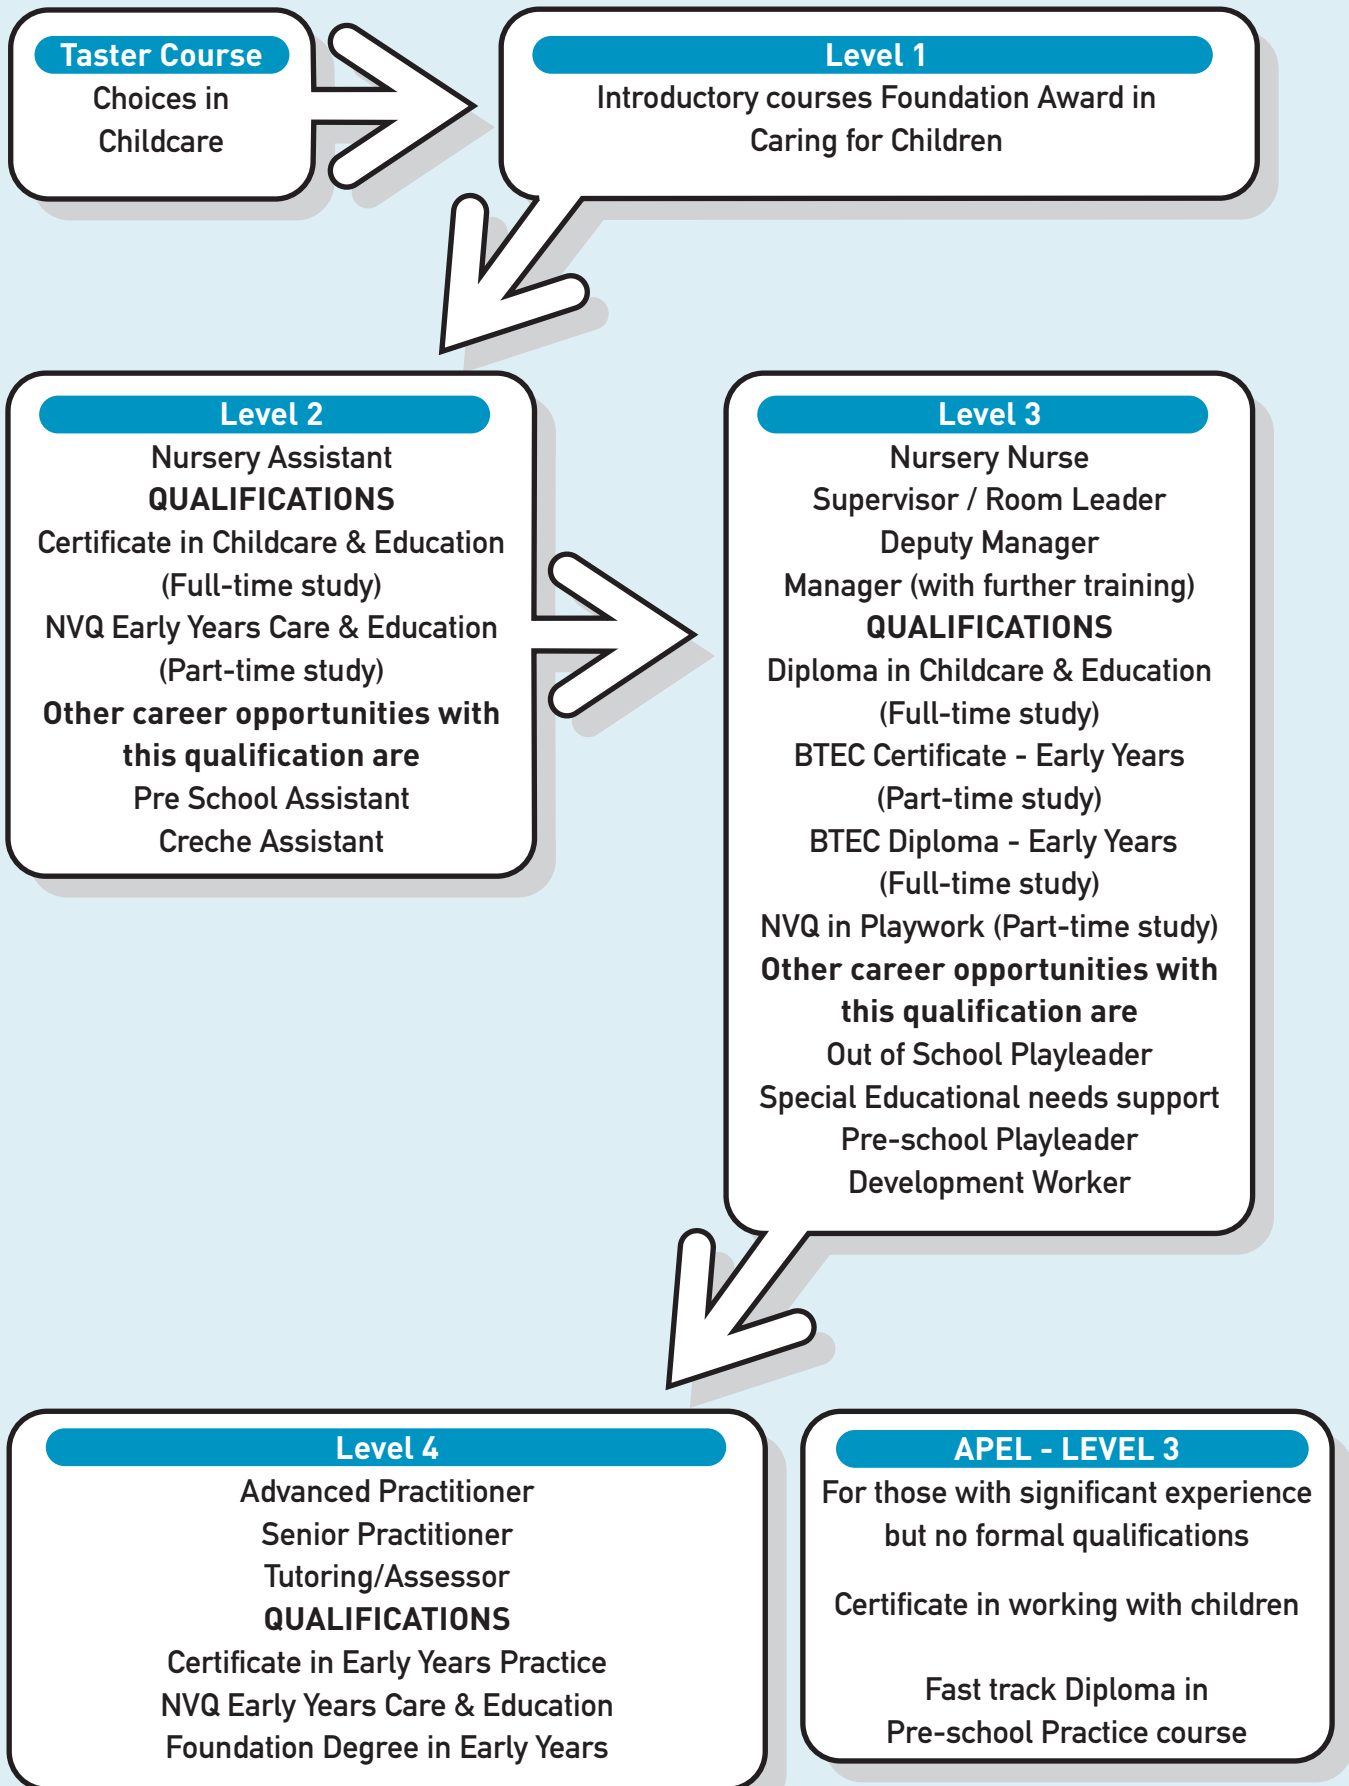 Taster Course
Choices in
Childcare
Level 1
Introductory courses Foundation Award in
Caring for Children
Level 2
Nursery Assistant
QUALIFICATIONS
Certificate in Childcare & Education
(Full-time study)
NVQ Early Years Care & Education
(Part-time study)
Other career opportunities with
this qualification are
Pre School Assistant
Creche Assistant
Level 3
Nursery Nurse
Supervisor / Room Leader
Deputy Manager
Manager (with further training)
QUALIFICATIONS
Diploma in Childcare & Education
(Full-time study)
BTEC Certificate - Early Years
(Part-time study)
BTEC Diploma - Early Years
(Full-time study)
NVQ in Playwork (Part-time study)
Other career opportunities with
this qualification are
Out of School Playleader
Special Educational needs support
Pre-school Playleader
Development Worker
Level 4
Advanced Practitioner
Senior Practitioner
Tutoring/Assessor
QUALIFICATIONS
Certificate in Early Years Practice
NVQ Early Years Care & Education
Foundation Degree in Early Years
APEL - LEVEL 3
For those with significant experience
but no formal qualifications
Certificate in working with children
Fast track Diploma in
Pre-school Practice course